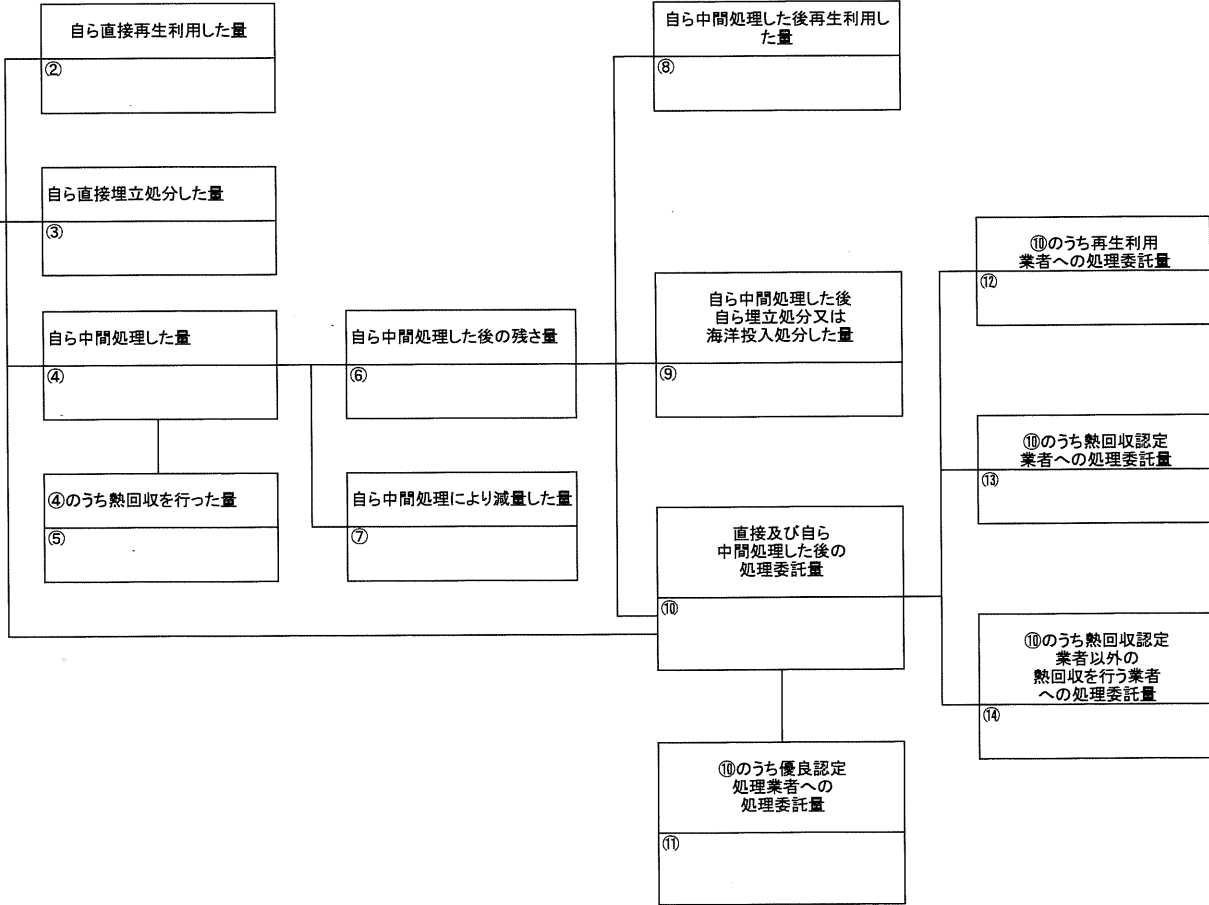 自ら直接再生利用した量
②
自ら直接埋立処分した量
③
自ら中間処理した量
④
④のうち熱回収を行った量
⑤
自ら中間処理した後の残さ量
⑥
自ら中間処理により減量した量
⑦
自ら中間処理した後再生利用し
た量
⑧
自ら中間処理した後
自ら埋立処分又は
海洋投入処分した量
⑨
直接及び自ら
中間処理した後の
処理委託量
⑩
⑩のうち優良認定
処理業者への
処理委託量
⑪
⑩のうち再生利用
業者への処理委託量
⑫
⑩のうち熱回収認定
業者への処理委託量
⑬
⑩のうち熱回収認定
業者以外の
熱回収を行う業者
への処理委託量
⑭